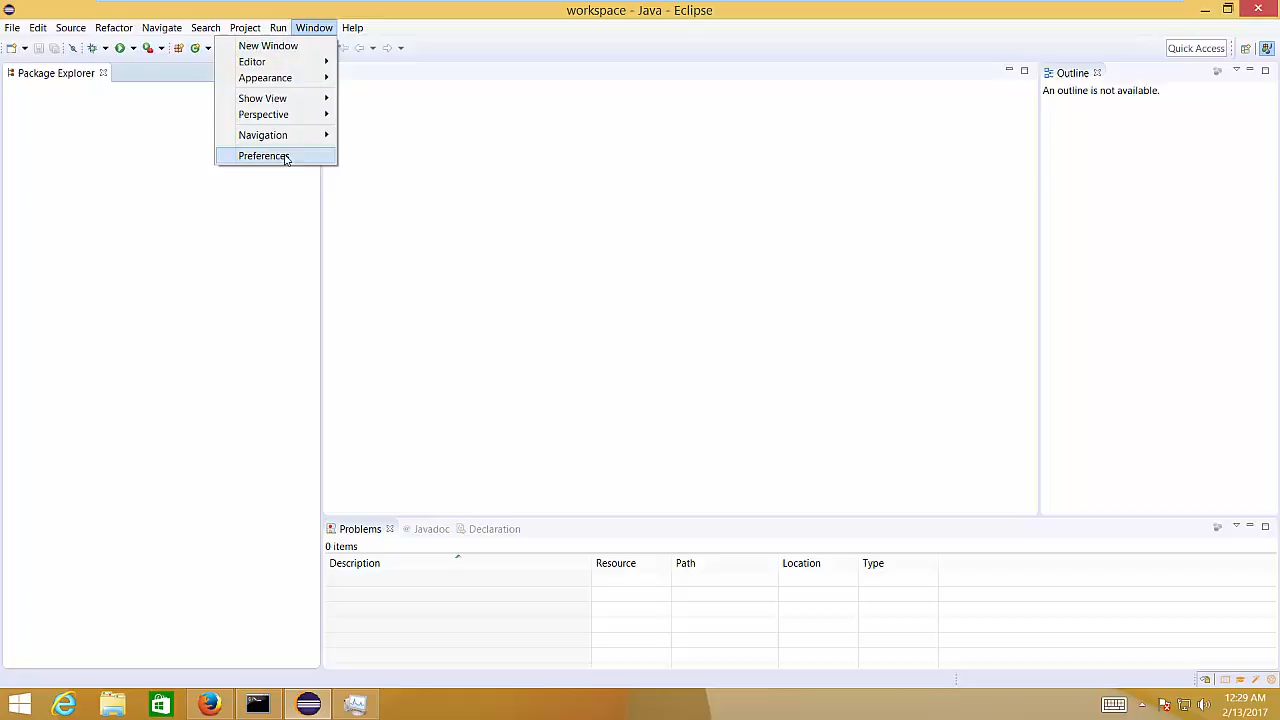 workspace - Java - Eclipse
File Edit Source Refactor Navigate Search Project Run Window Help
New Window
Editor
Appearance
Show View
Perspective
Navigation
Preferences
Quick Access
Package Explorer
Outline
An outline is not available.
Problems Javadoc Declaration
0 items
Description Resource Path Location Type
12:29 AM
2/13/2017